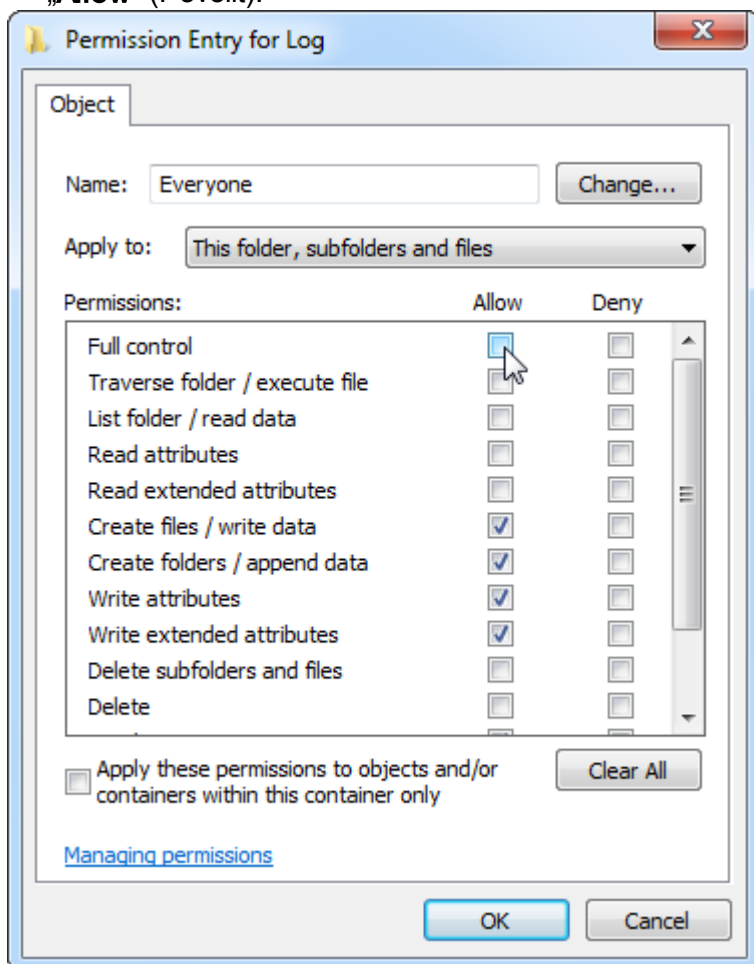 „Allow“ (Povolit).
Permission Entry for Log
Object
Name: Everyone Change...
Apply to: This folder, subfolders and files
Permissions: Allow Deny
Full control
Traverse folder / execute file
List folder / read data
Read attributes
Read extended attributes
Create files / write data
Create folders / append data
Write attributes
Write extended attributes
Delete subfolders and files
Delete
Apply these permissions to objects and/or
containers within this container only
Clear All
Managing permissions
OK Cancel